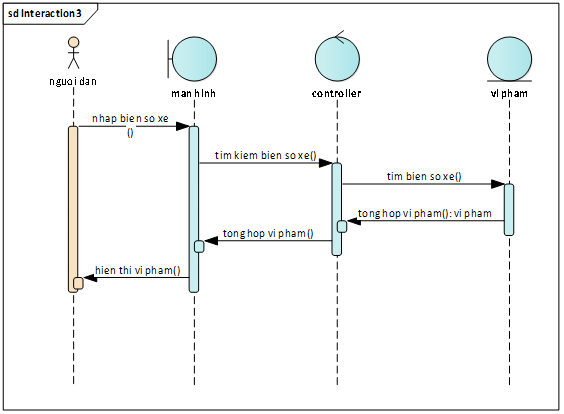 sd Interaction3
nguoi dan
man hinh
controller
vi pham
nhap bien so xe
()
tim kiem bien so xe()
tim bien so xe()
tong hop vi pham(): vi pham
tong hop vi pham()
hien thi vi pham()